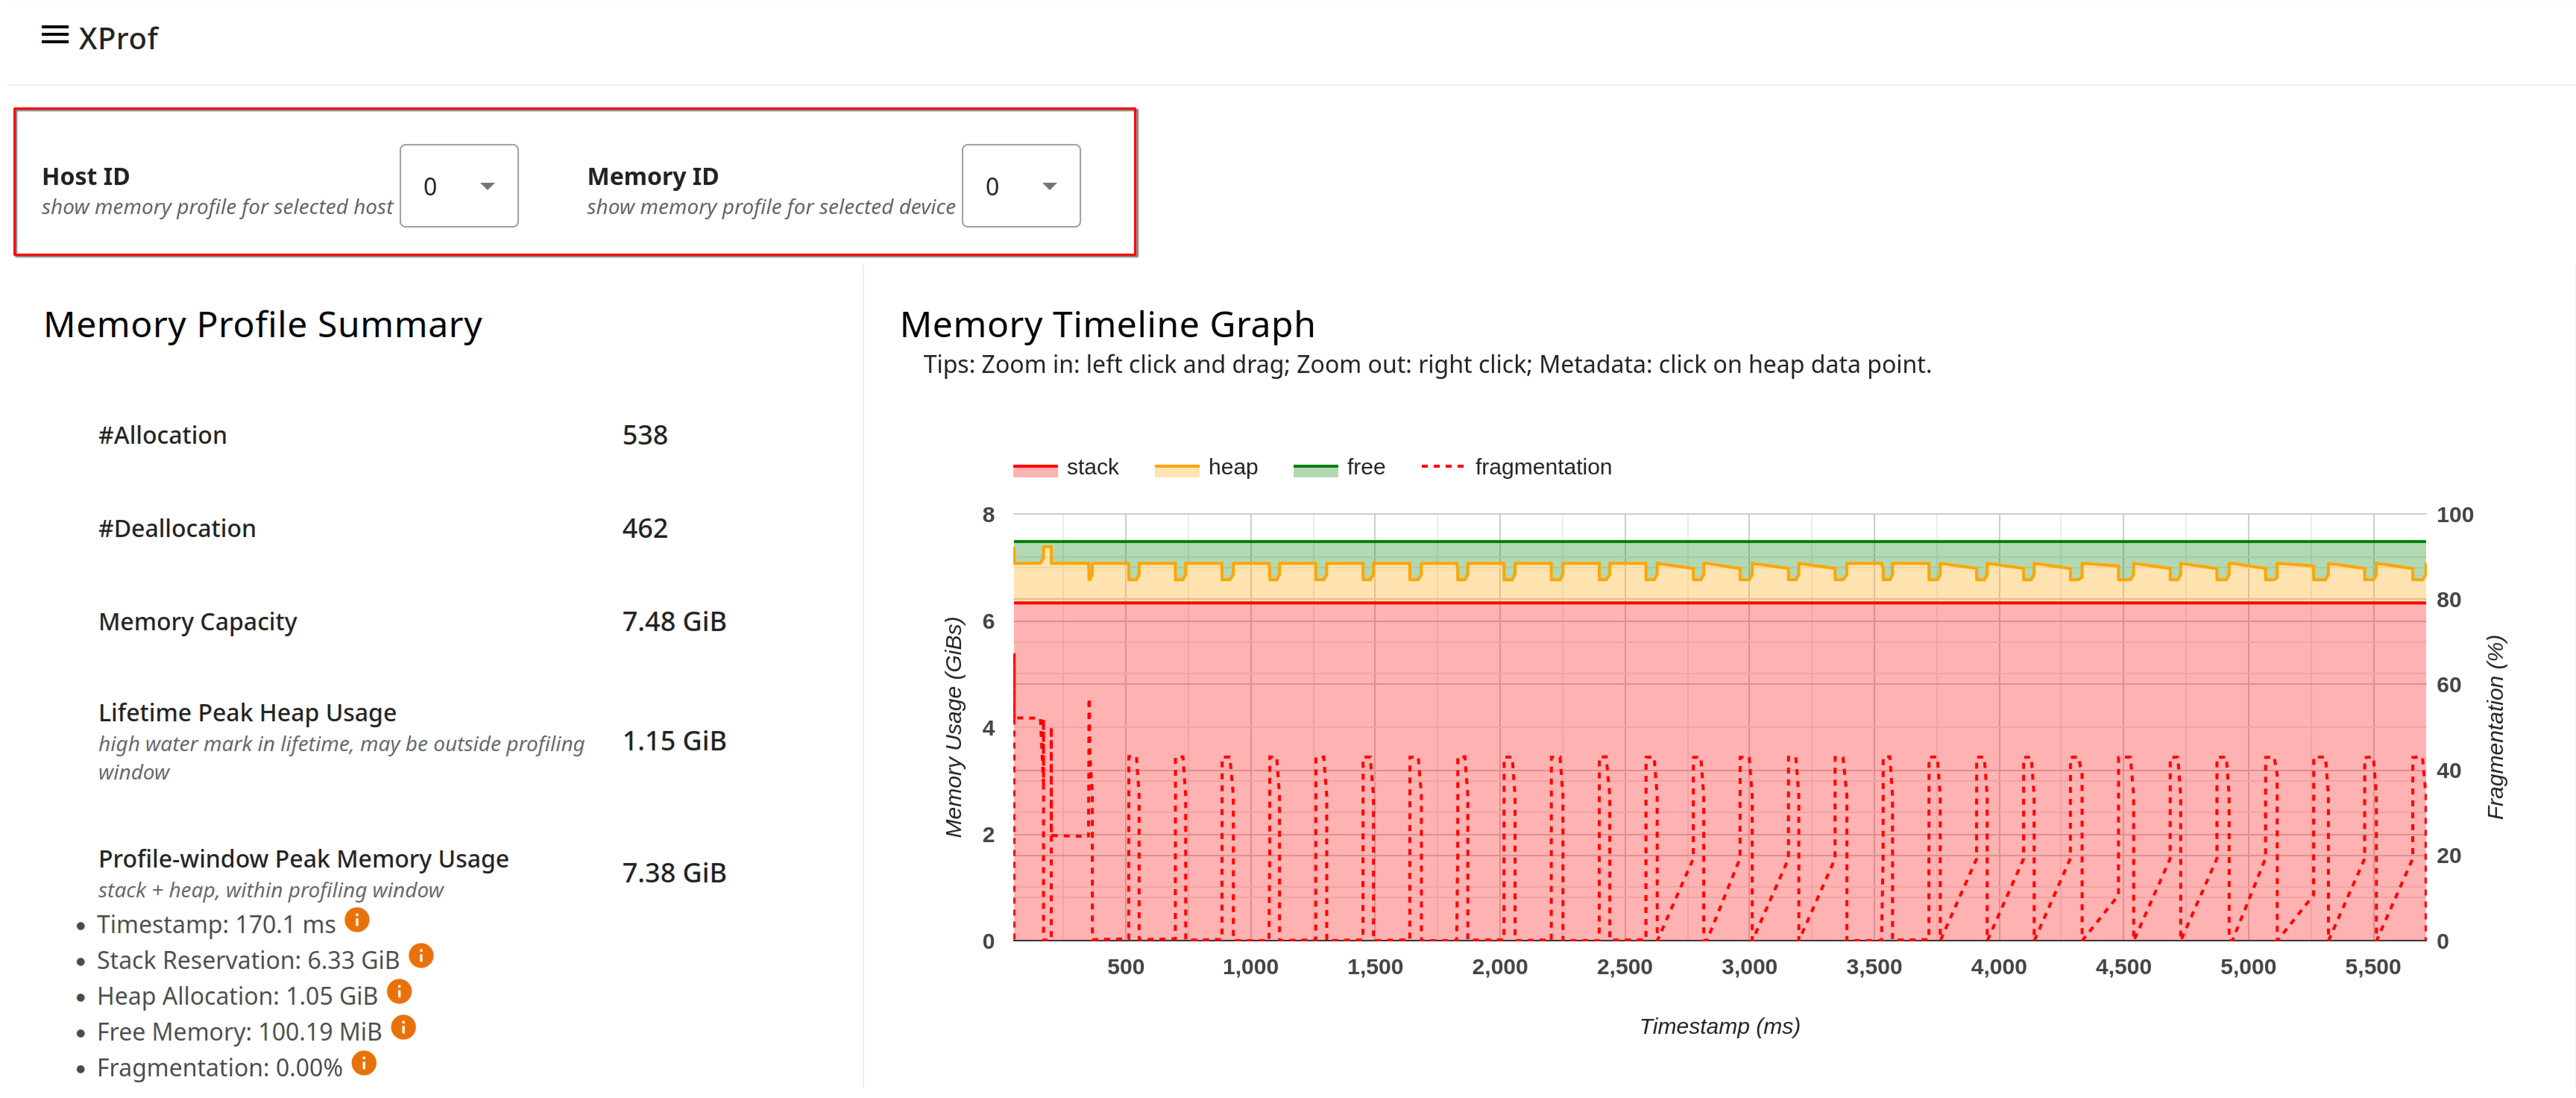 XProf
Host ID
show memory profile for selected host
0
Memory ID
show memory profile for selected device
0
Memory Profile Summary
#Allocation
538
#Deallocation
462
Memory Capacity
7.48 GiB
Lifetime Peak Heap Usage
high water mark in lifetime, may be outside profiling
window
1.15 GiB
Profile-window Peak Memory Usage
stack + heap, within profiling window
7.38 GiB
Timestamp: 170.1 ms
Stack Reservation: 6.33 GiB
Heap Allocation: 1.05 GiB
Free Memory: 100.19 MiB
Fragmentation: 0.00%
Memory Timeline Graph
Tips: Zoom in: left click and drag; Zoom out: right click; Metadata: click on heap data point.
stack heap free fragmentation
Memory Usage (GiBs)
8
6
4
2
0
100
80
60
40
20
0
Fragmentation (%)
500 1,000 1,500 2,000 2,500 3,000 3,500 4,000 4,500 5,000 5,500
Timestamp (ms)